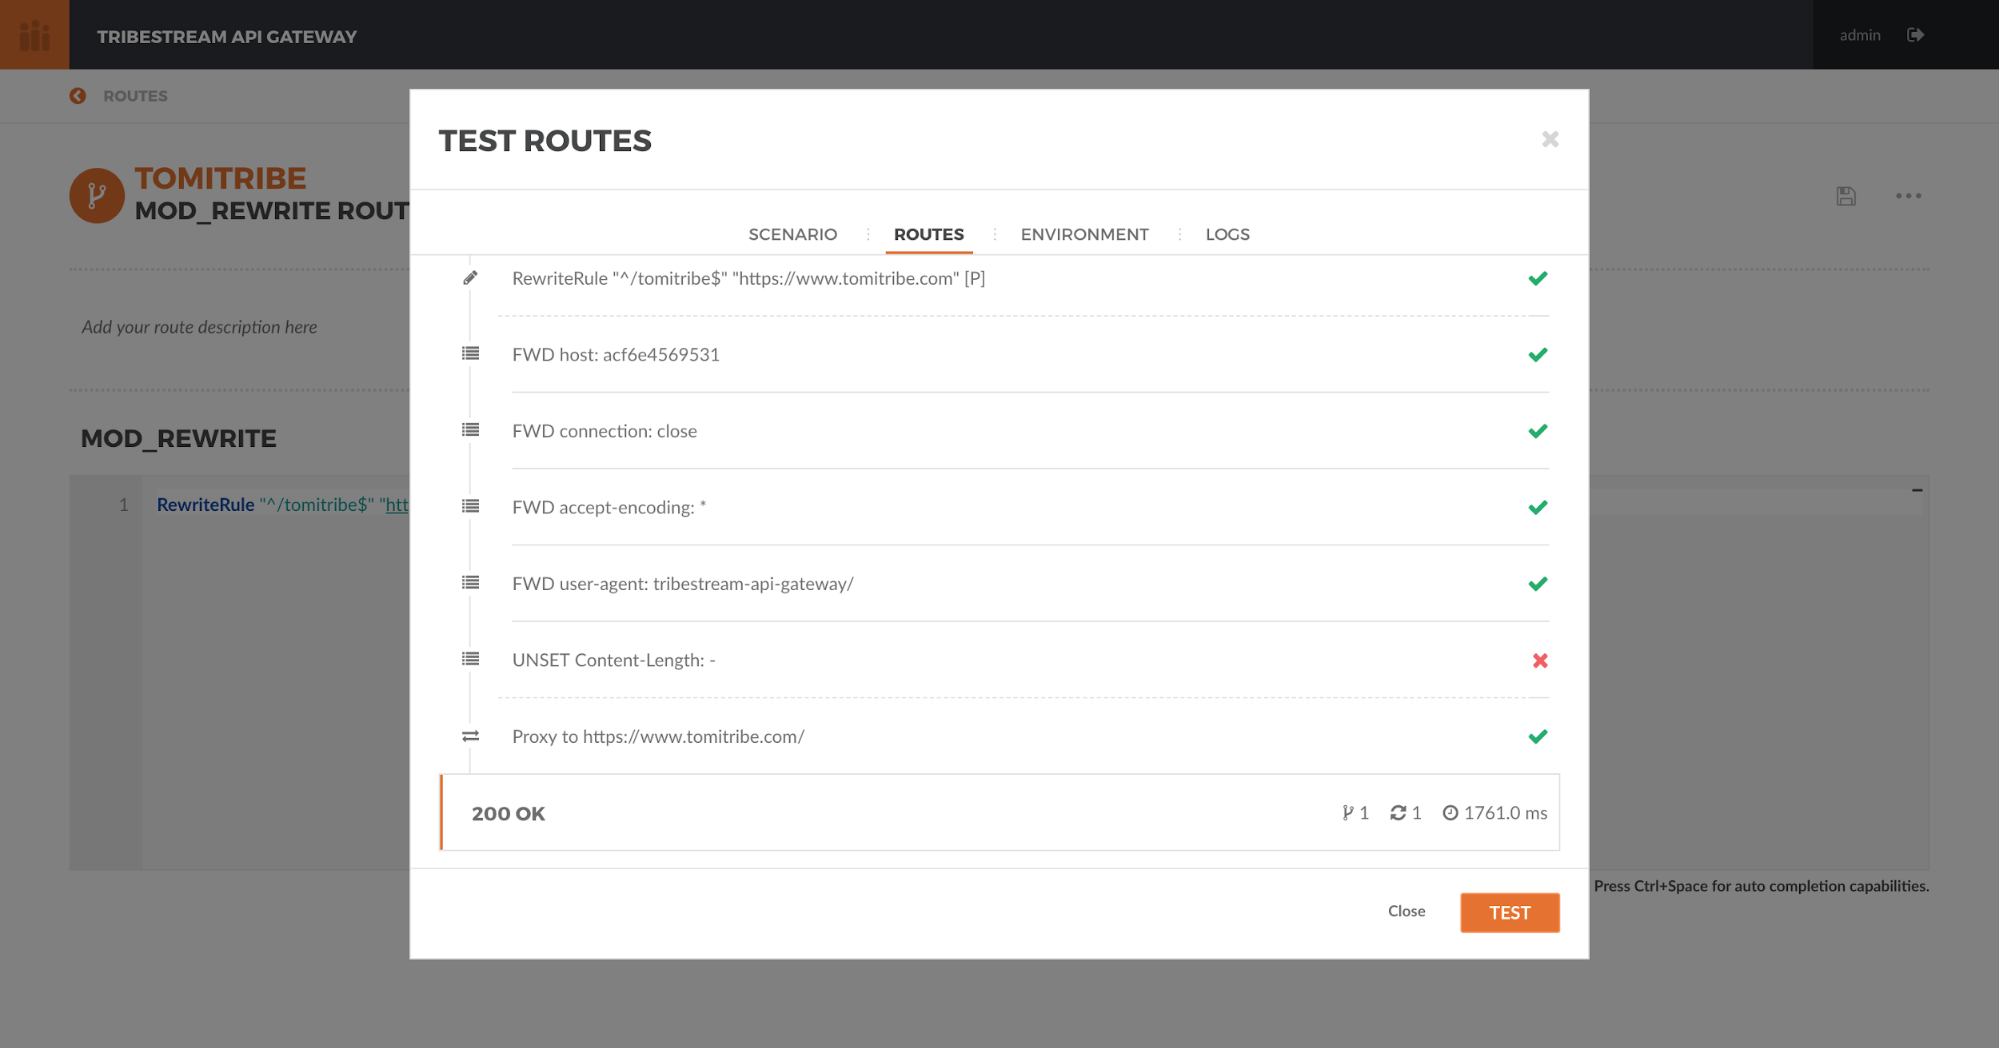 TRIBESTREAM API GATEWAY
admin
ROUTES
TOMITRIBE
MOD_REWRITE ROUT
Add your route description here
MOD_REWRITE
1 RewriteRule "^/tomitribe$" "htt
Press Ctrl+Space for auto completion capabilities.
TEST ROUTES
SCENARIO ROUTES ENVIRONMENT LOGS
RewriteRule "^/tomitribe$" "https://www.tomitribe.com" [P]
FWD host: acf6e4569531
FWD connection: close
FWD accept-encoding: *
FWD user-agent: tribestream-api-gateway/
UNSET Content-Length: -
Proxy to https://www.tomitribe.com/
200 OK 1 1 1761.0 ms
Close TEST